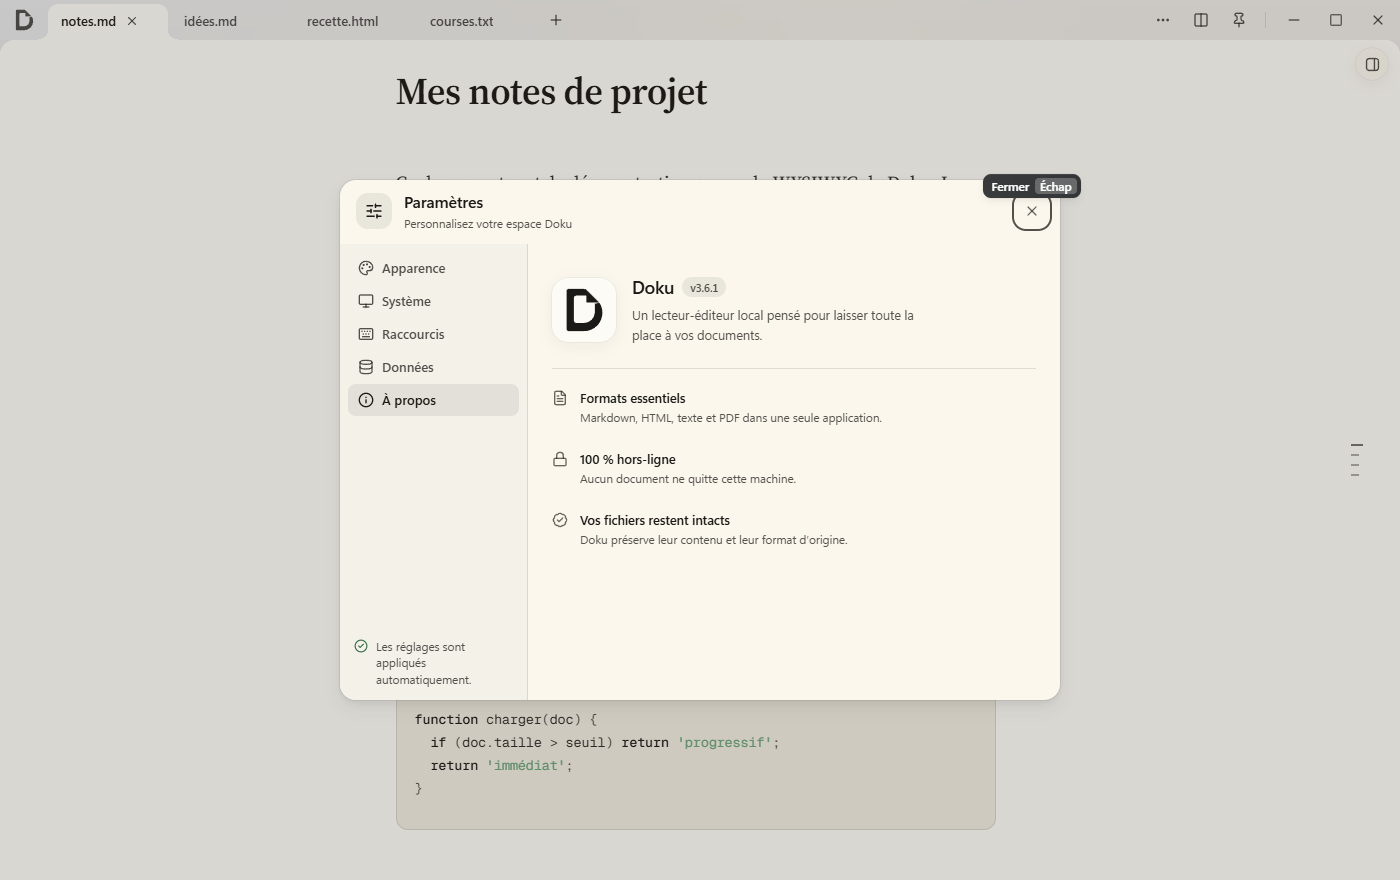 notes.md
idées.md
recette.html
courses.txt
Mes notes de projet
Fermer Échap
Paramètres
Personnalisez votre espace Doku
Apparence
Système
Raccourcis
Données
À propos
Les réglages sont
appliqués
automatiquement.
Doku v3.6.1
Un lecteur-éditeur local pensé pour laisser toute la
place à vos documents.
Formats essentiels
Markdown, HTML, texte et PDF dans une seule application.
100 % hors-ligne
Aucun document ne quitte cette machine.
Vos fichiers restent intacts
Doku préserve leur contenu et leur format d'origine.
function charger(doc) {
if (doc.taille > seuil) return 'progressif';
return 'immédiat';
}